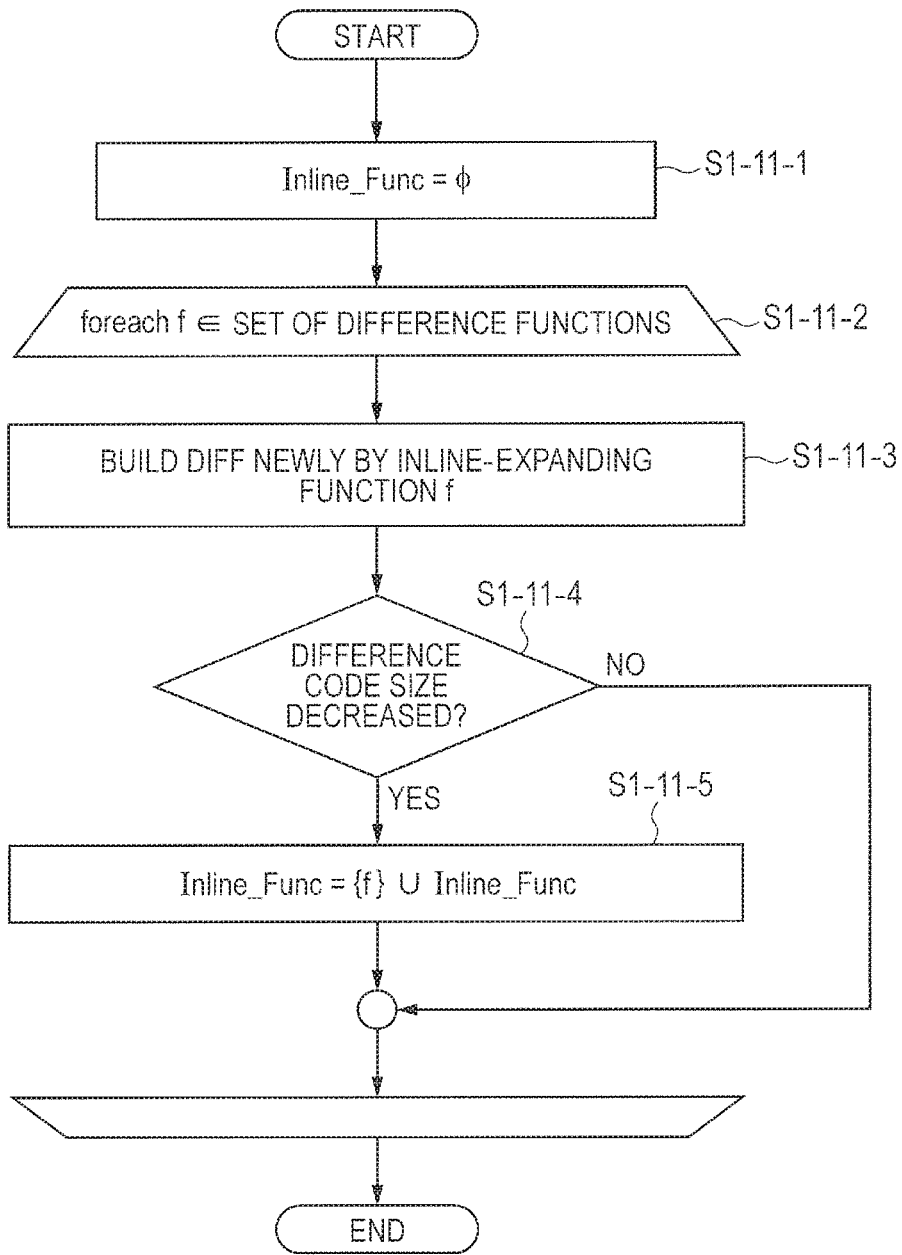 START
Inline_Func = ϕ
S1-11-1
foreach f ∈ SET OF DIFFERENCE FUNCTIONS
S1-11-2
BUILD DIFF NEWLY BY INLINE-EXPANDING
FUNCTION f
S1-11-3
S1-11-4
DIFFERENCE
CODE SIZE
DECREASED?
NO
YES
S1-11-5
Inline_Func = {f} ∪ Inline_Func
END